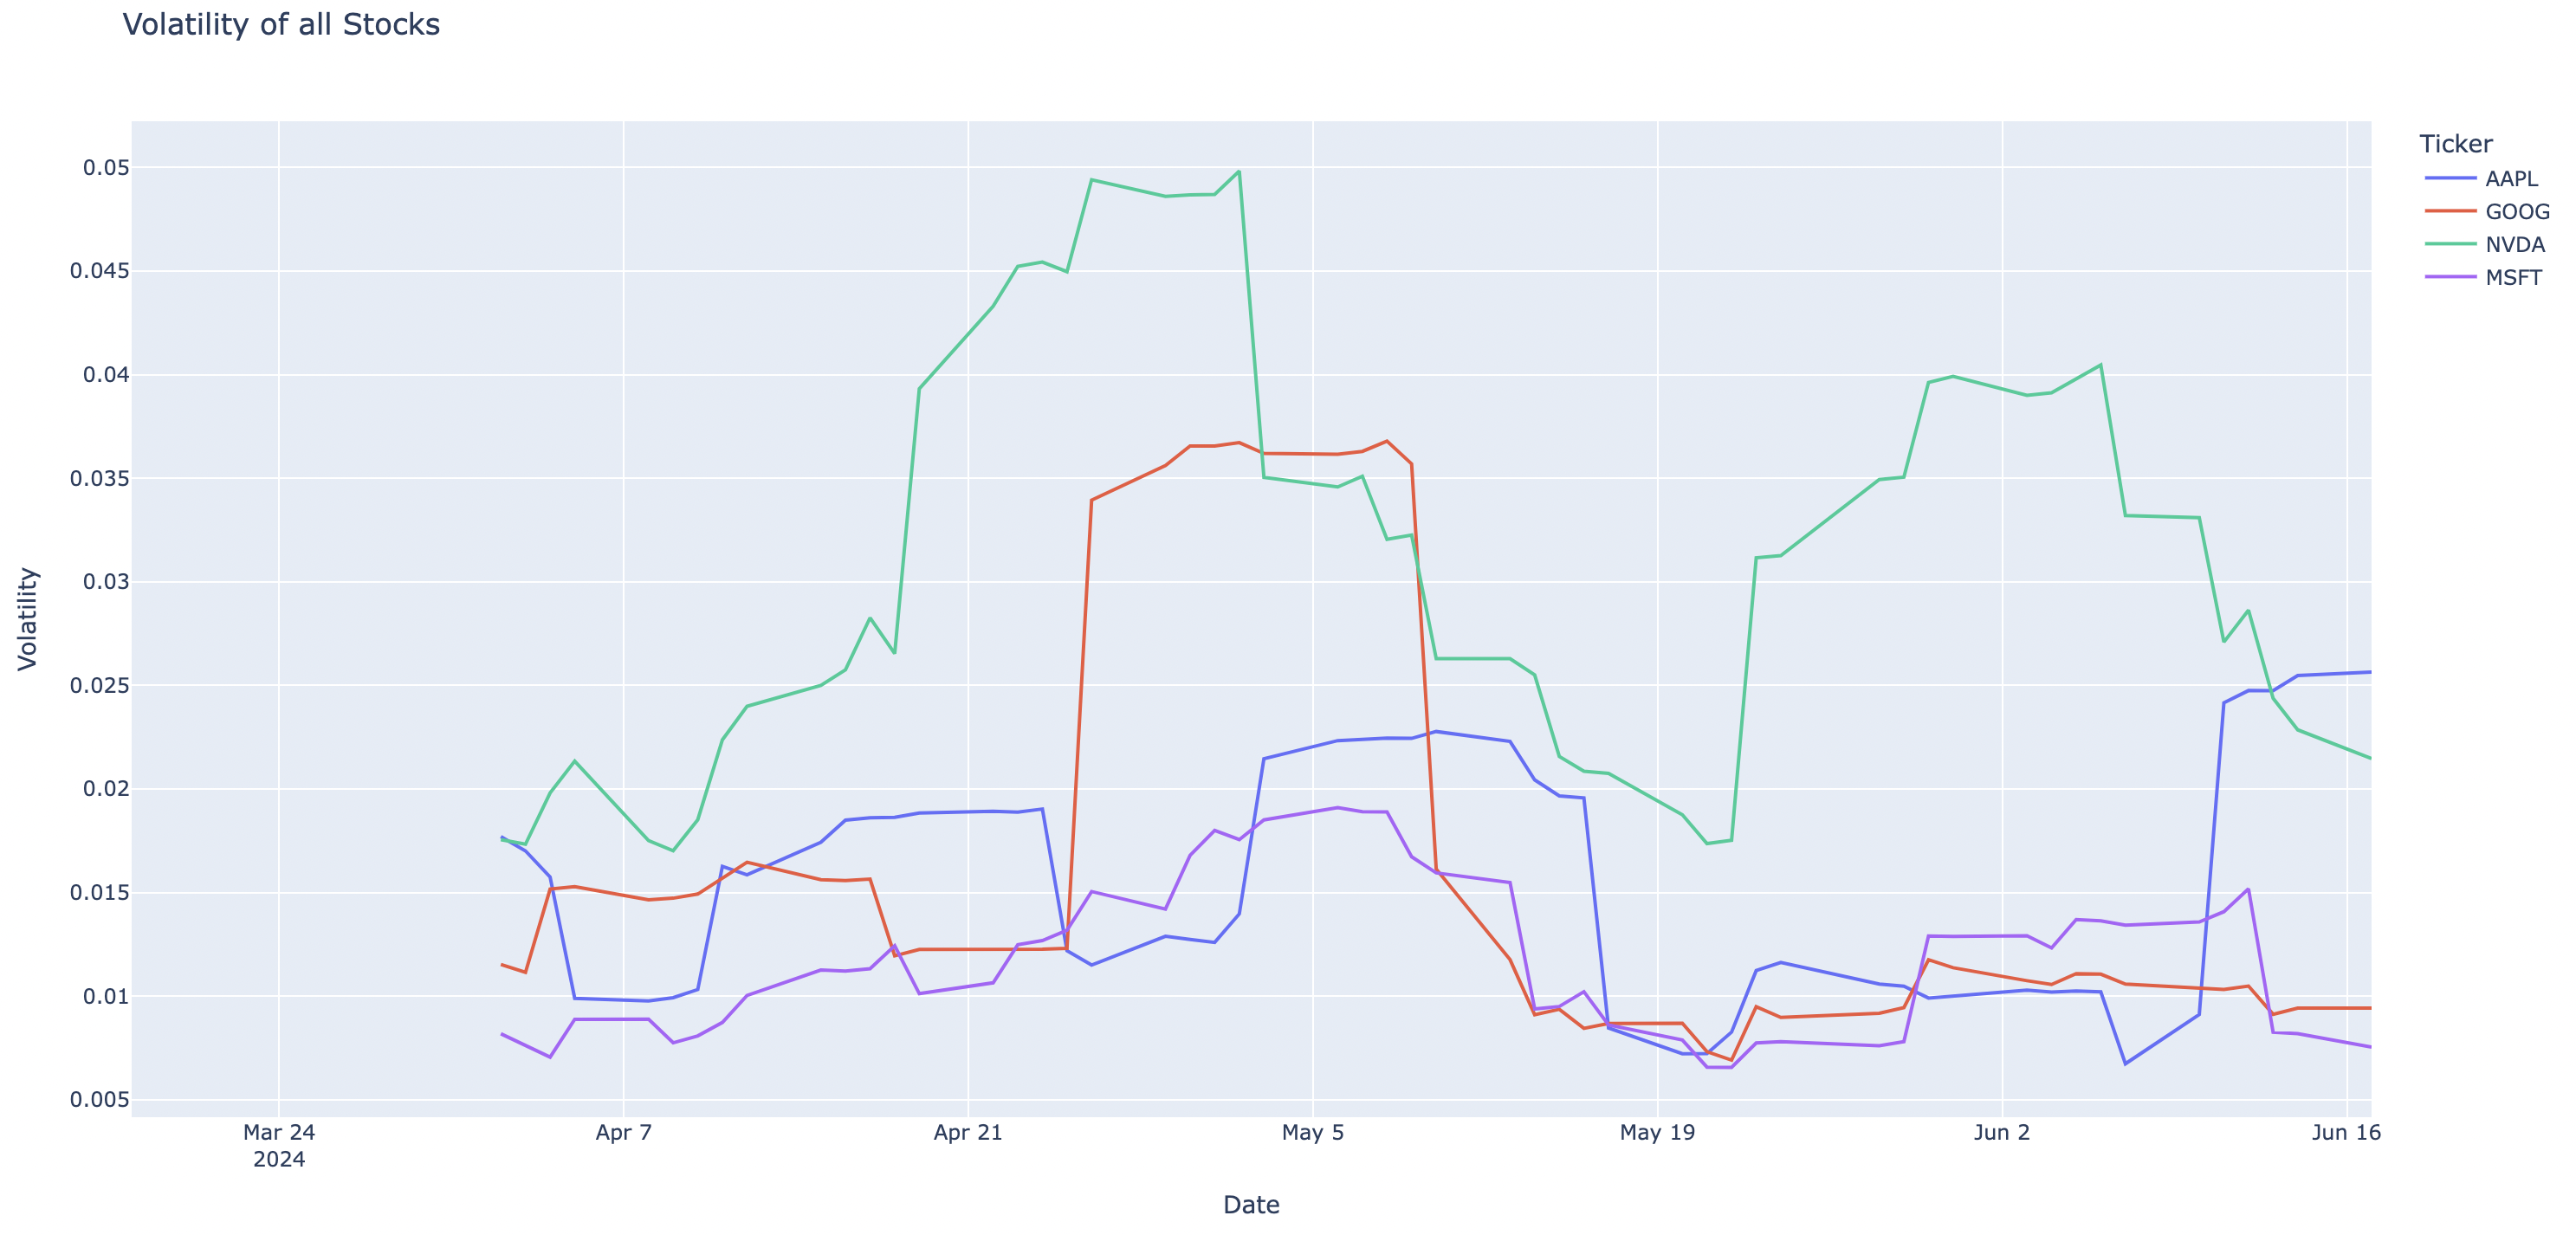 Volatility of all Stocks
0.05
0.045
0.04
0.035
0.03
0.025
0.02
0.015
0.01
0.005
Volatility
Mar 24
2024
Apr 7
Apr 21
May 5
May 19
Jun 2
Jun 16
Date
Ticker
AAPL
GOOG
NVDA
MSFT